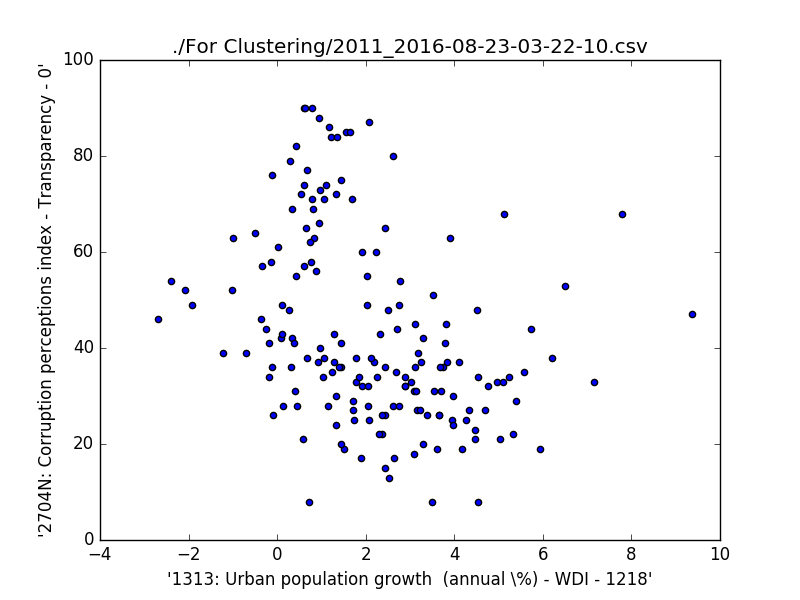 ./For Clustering/2011_2016-08-23-03-22-10.csv
100
80
60
40
20
0
'2704N: Corruption perceptions index - Transparency - 0'
−4 −2 0 2 4 6 8 10
'1313: Urban population growth  (annual \%) - WDI - 1218'